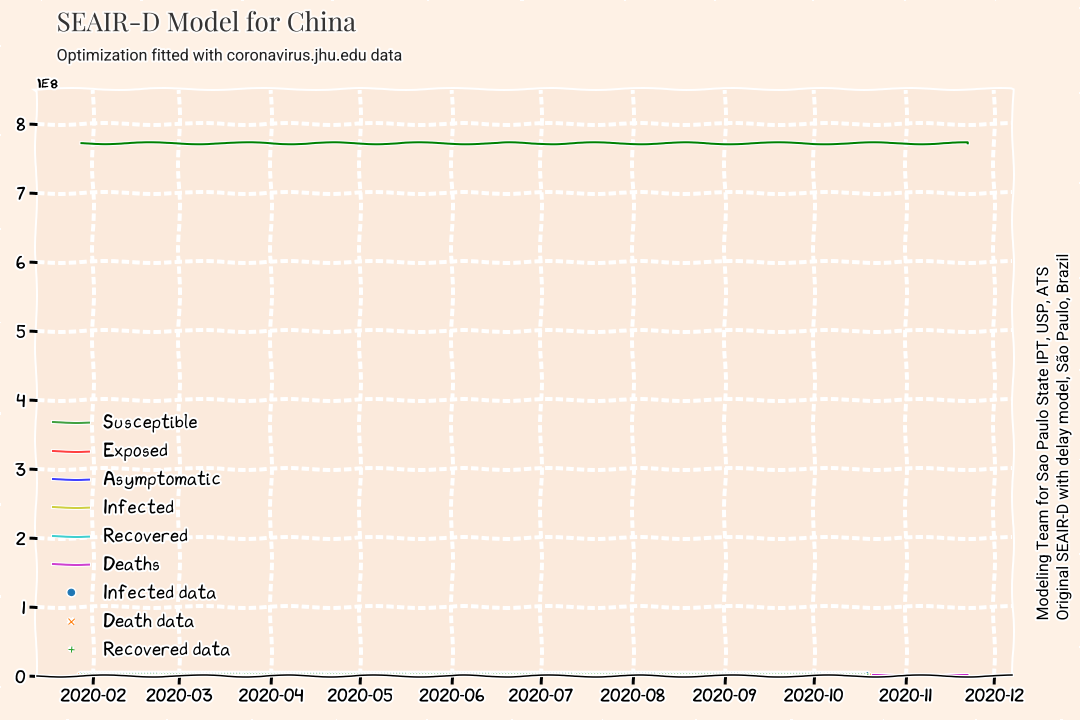 SEAIR-D Model for China
Optimization fitted with coronavirus.jhu.edu data
1E8
8
7
6
5
4
3
2
1
0
Susceptible
Exposed
Asymptomatic
Infected
Recovered
Deaths
Infected data
Death data
Recovered data
2020-02 2020-03 2020-04 2020-05 2020-06 2020-07 2020-08 2020-09 2020-10 2020-11 2020-12
Modeling Team for Sao Paulo State IPT, USP, ATS
Original SEAIR-D with delay model, São Paulo, Brazil